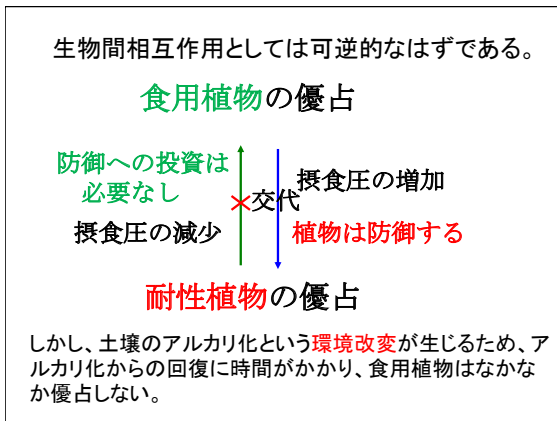 生物間相互作用としては可逆的なはずである。
食用植物の優占
防御への投資は
必要なし
摂食圧の減少
交代
摂食圧の増加
植物は防御する
耐性植物の優占
しかし、土壌のアルカリ化という環境改変が生じるため、ア
ルカリ化からの回復に時間がかかり、食用植物はなかな
か優占しない。